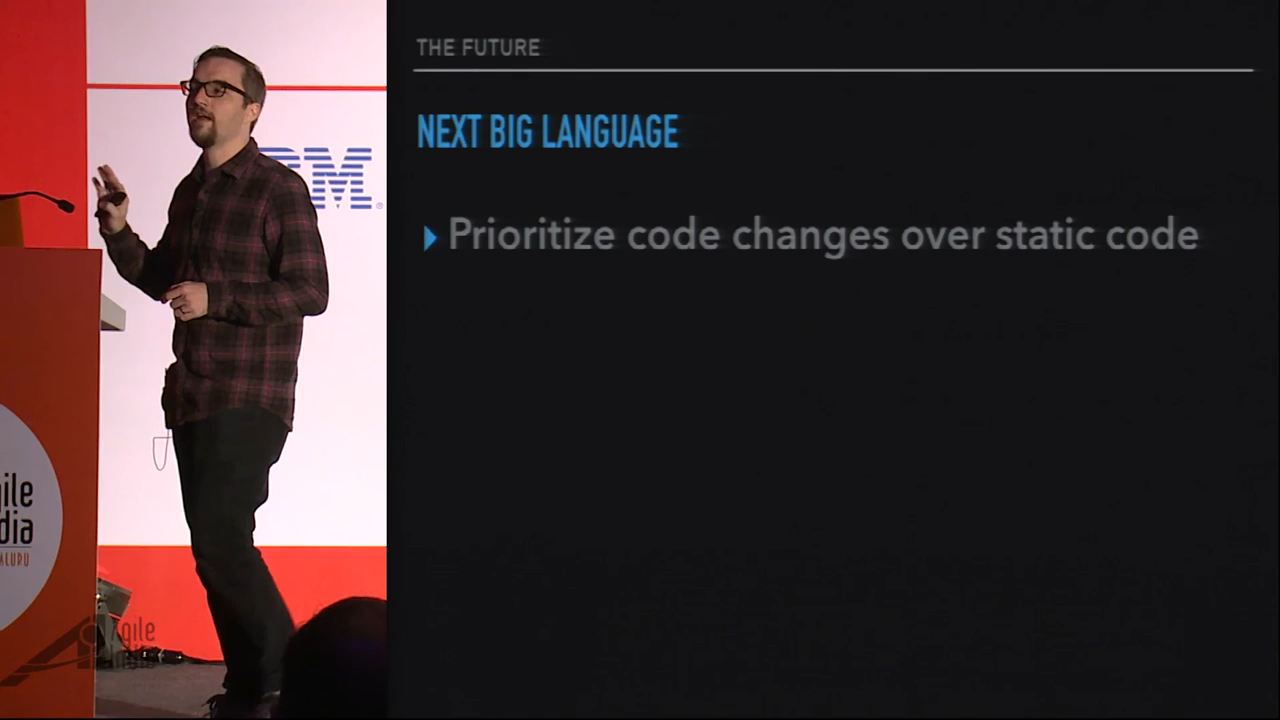 THE FUTURE
NEXT BIG LANGUAGE
Prioritize code changes over static code